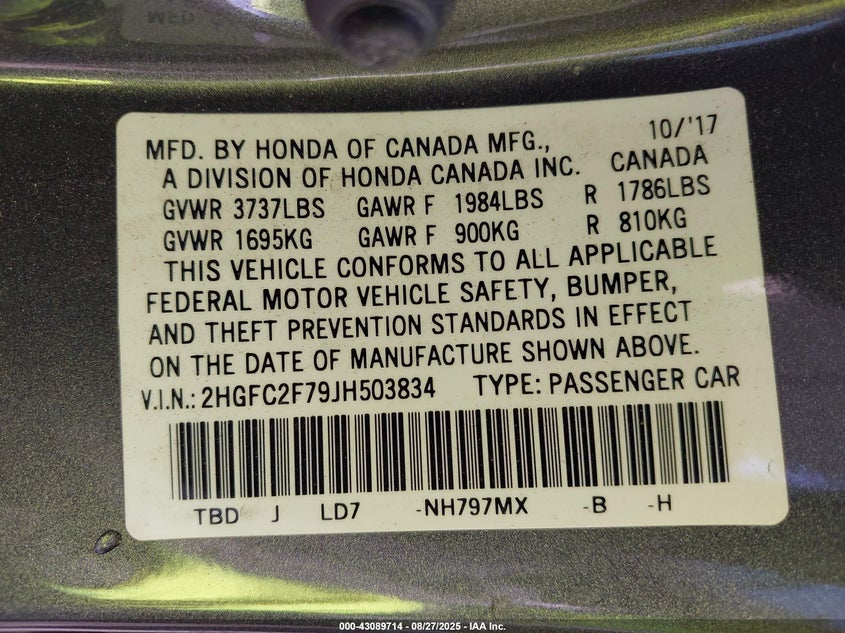 MFD. BY HONDA OF CANADA MFG., 10/'17
A DIVISION OF HONDA CANADA INC. CANADA
GVWR 3737LBS GAWR F 1984LBS R 1786LBS
GVWR 1695KG GAWR F 900KG R 810KG
THIS VEHICLE CONFORMS TO ALL APPLICABLE
FEDERAL MOTOR VEHICLE SAFETY, BUMPER,
AND THEFT PREVENTION STANDARDS IN EFFECT
ON THE DATE OF MANUFACTURE SHOWN ABOVE.
V.I.N.: 2HGFC2F79JH503834 TYPE: PASSENGER CAR
TBD J LD7 -NH797MX -B -H
000-43089714 - 08/27/2025 - IAA Inc.